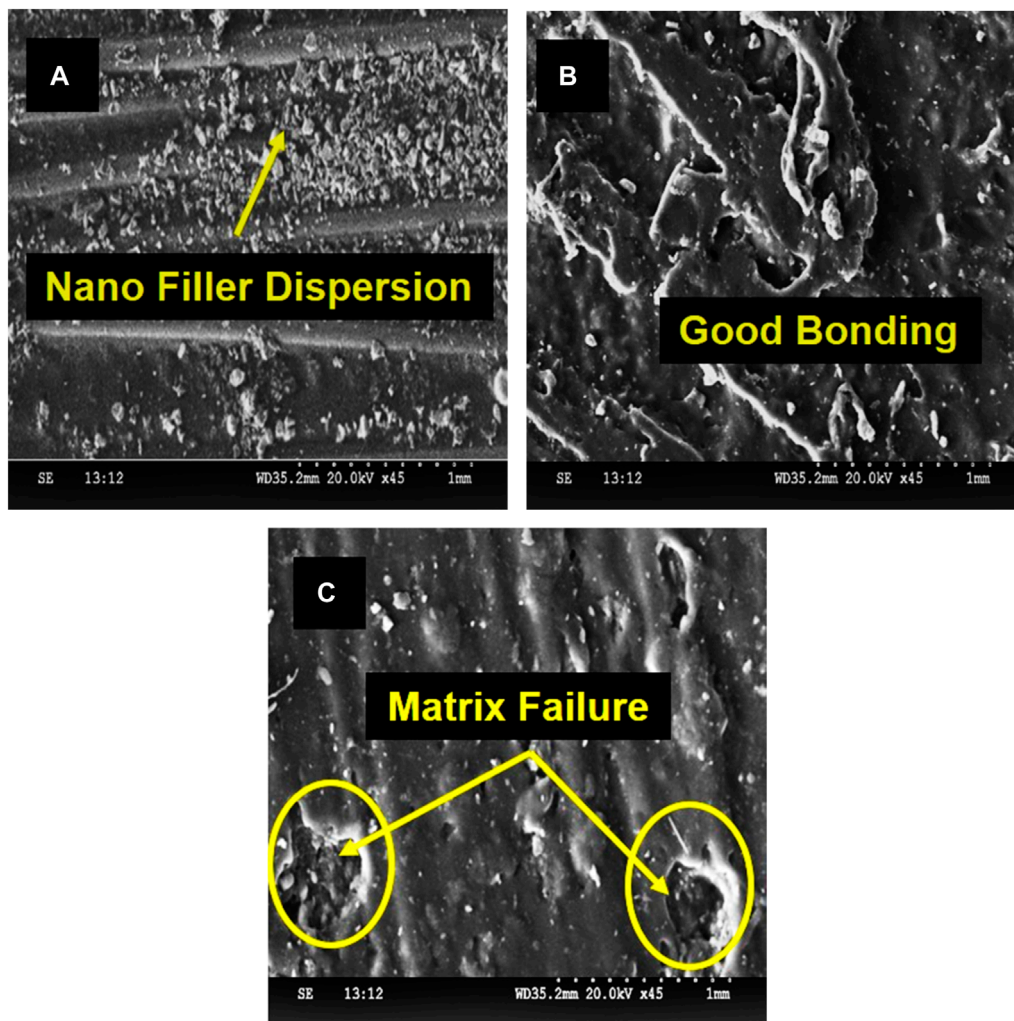 A
Nano Filler Dispersion
SE 13:12 WD35.2mm 20.0kV x45 1mm
B
Good Bonding
SE 13:12 WD35.2mm 20.0kV x45 1mm
C
Matrix Failure
SE 13:12 WD35.2mm 20.0kV x45 1mm